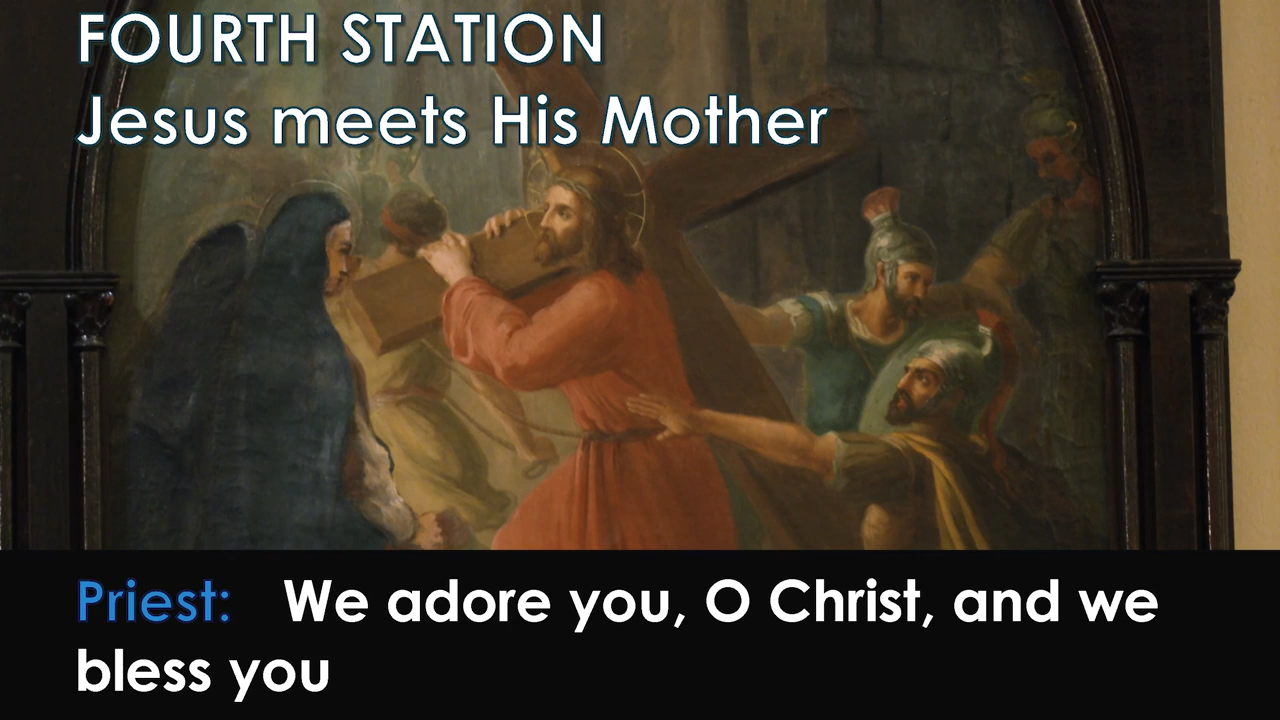 FOURTH STATION
Jesus meets His Mother
Priest: We adore you, O Christ, and we
bless you